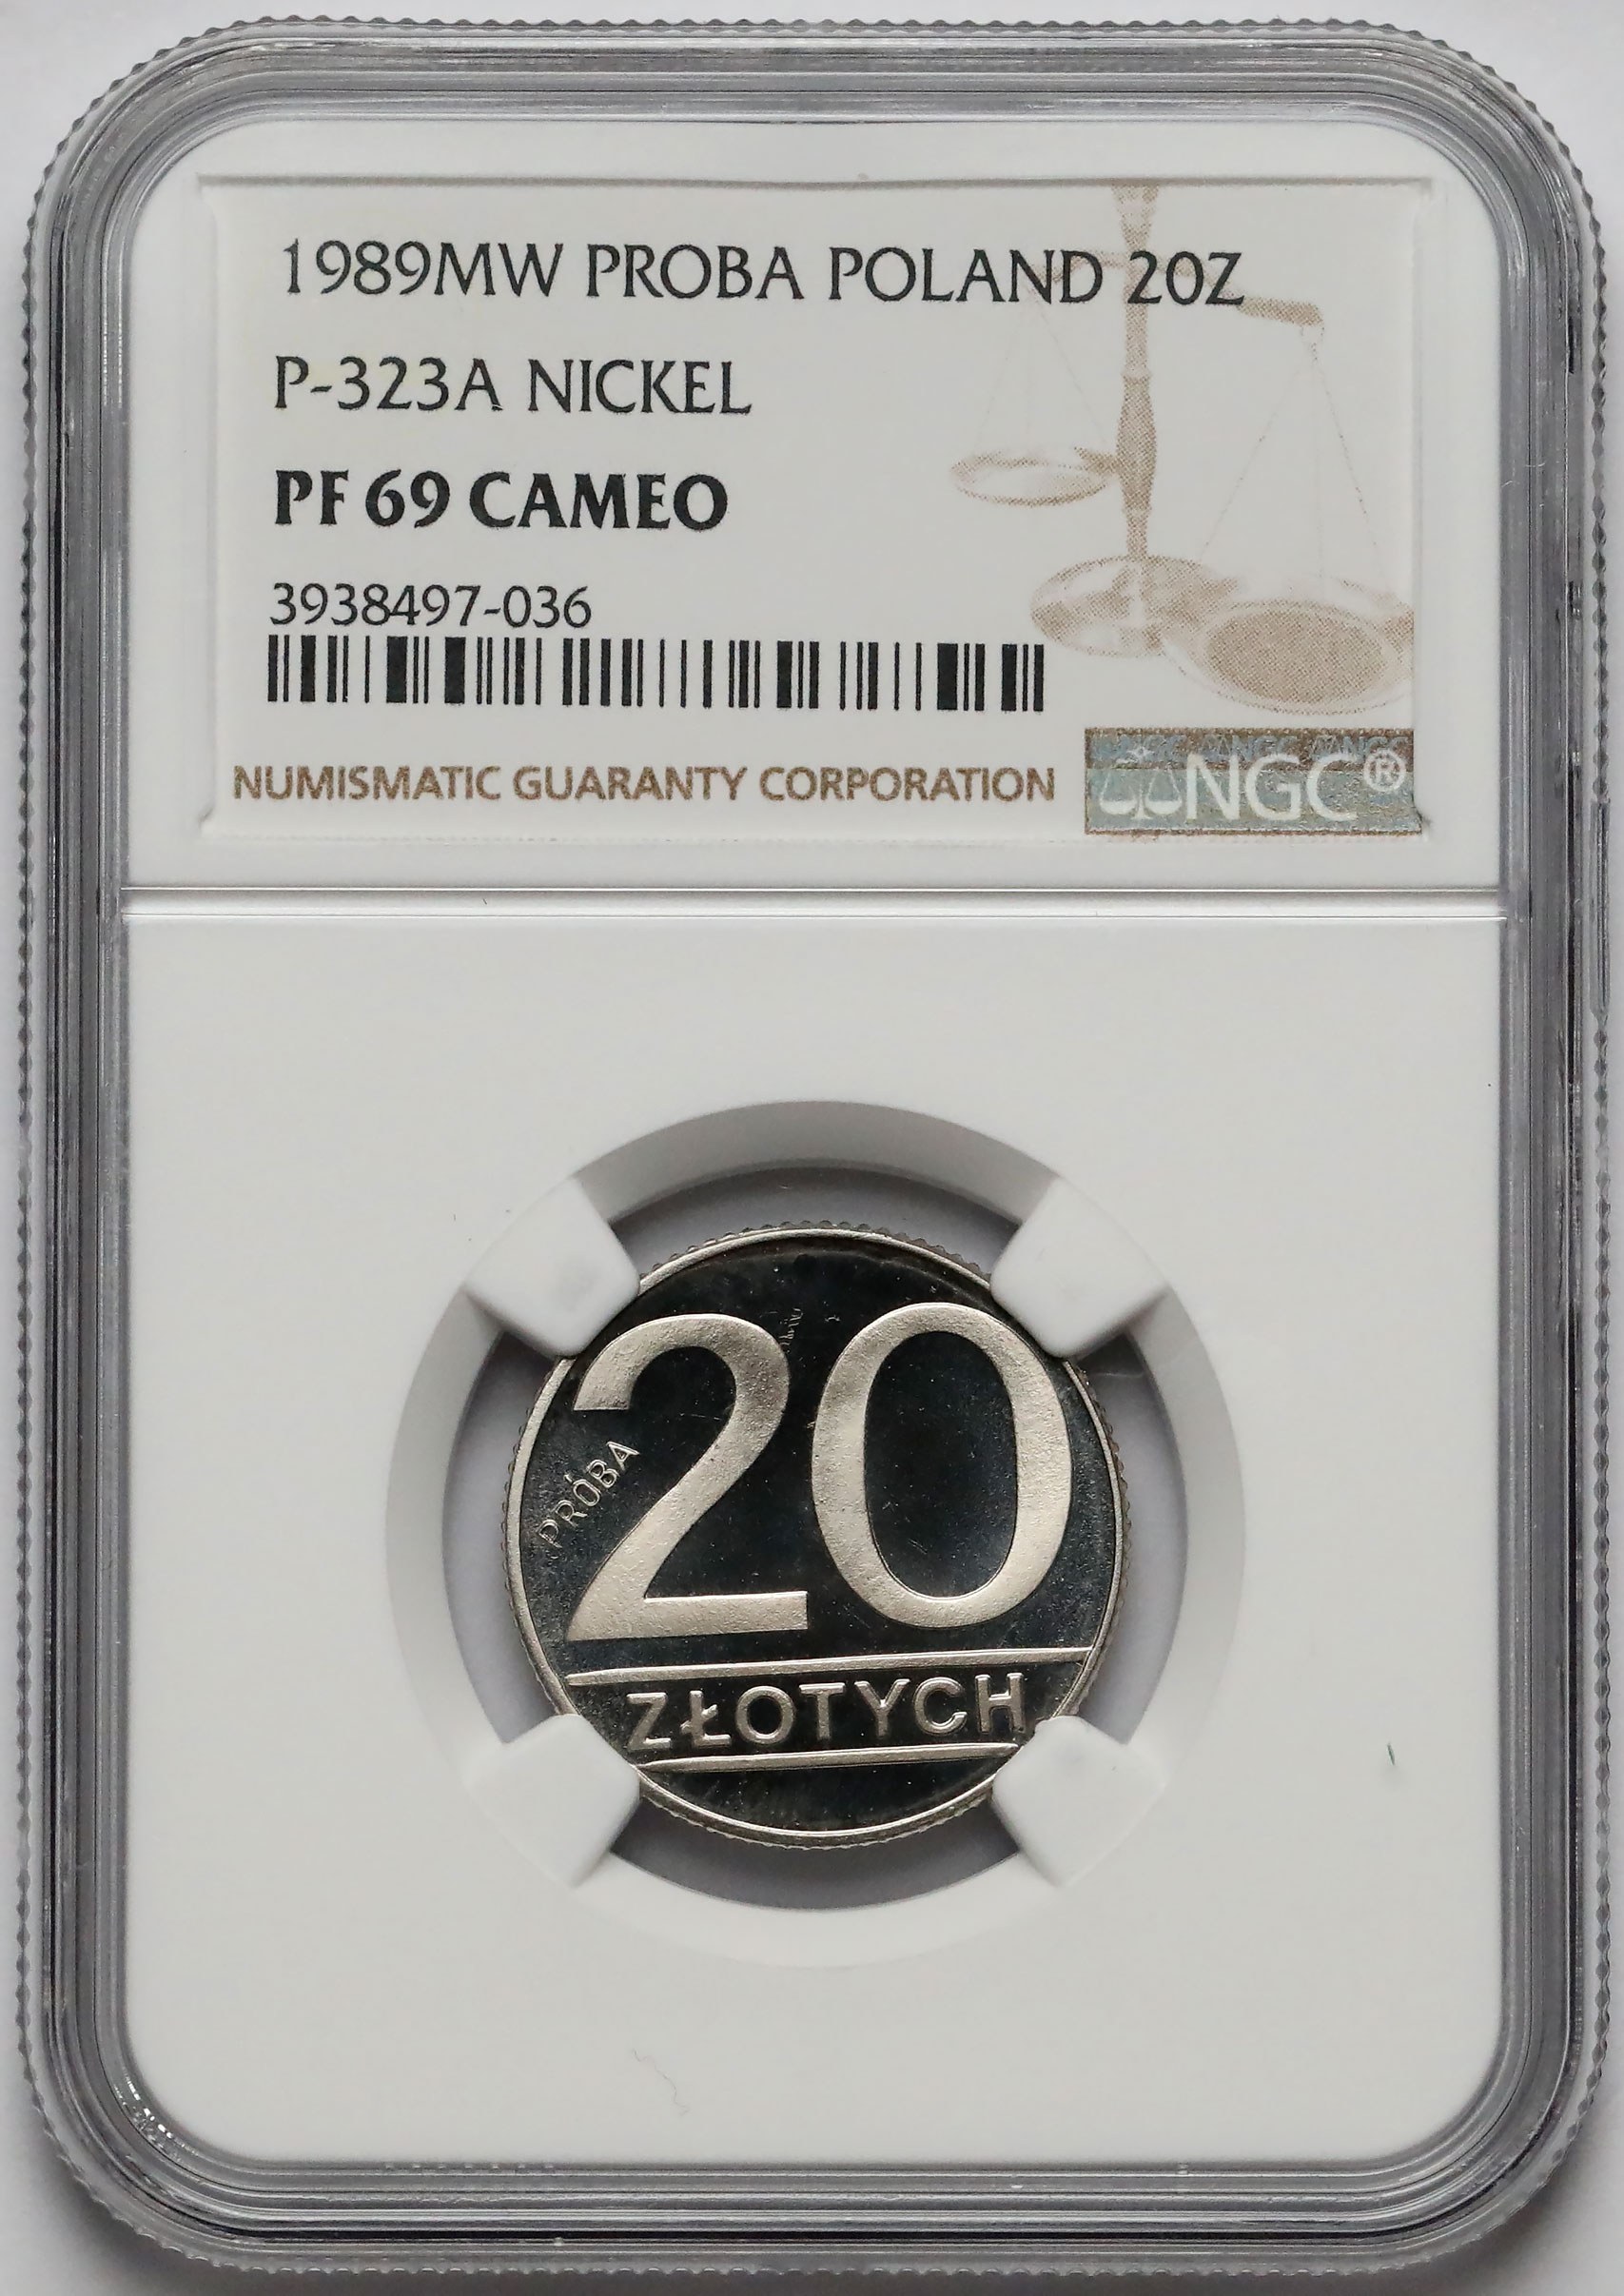 1989MW PROBA POLAND 20Z
P-323A NICKEL
PF 69 CAMEO
3938497-036
NUMISMATIC GUARANTY CORPORATION
NGC®
20
PRÓBA
ZŁOTYCH